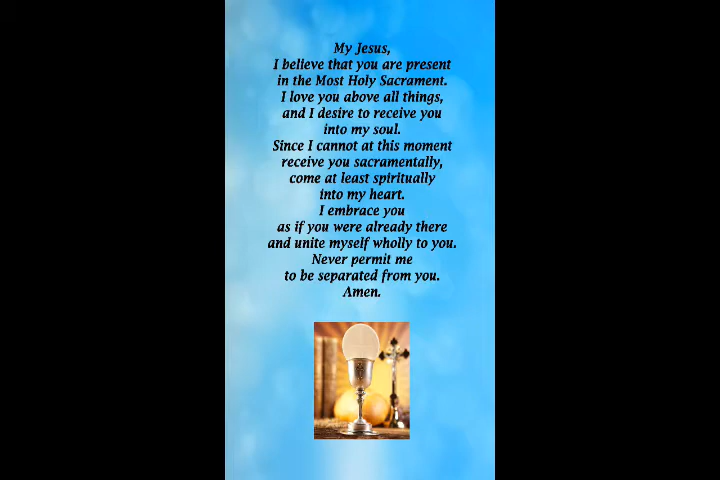 My Jesus,
I believe that you are present
in the Most Holy Sacrament.
I love you above all things,
and I desire to receive you
into my soul.
Since I cannot at this moment
receive you sacramentally,
come at least spiritually
into my heart.
I embrace you
as if you were already there
and unite myself wholly to you.
Never permit me
to be separated from you.
Amen.